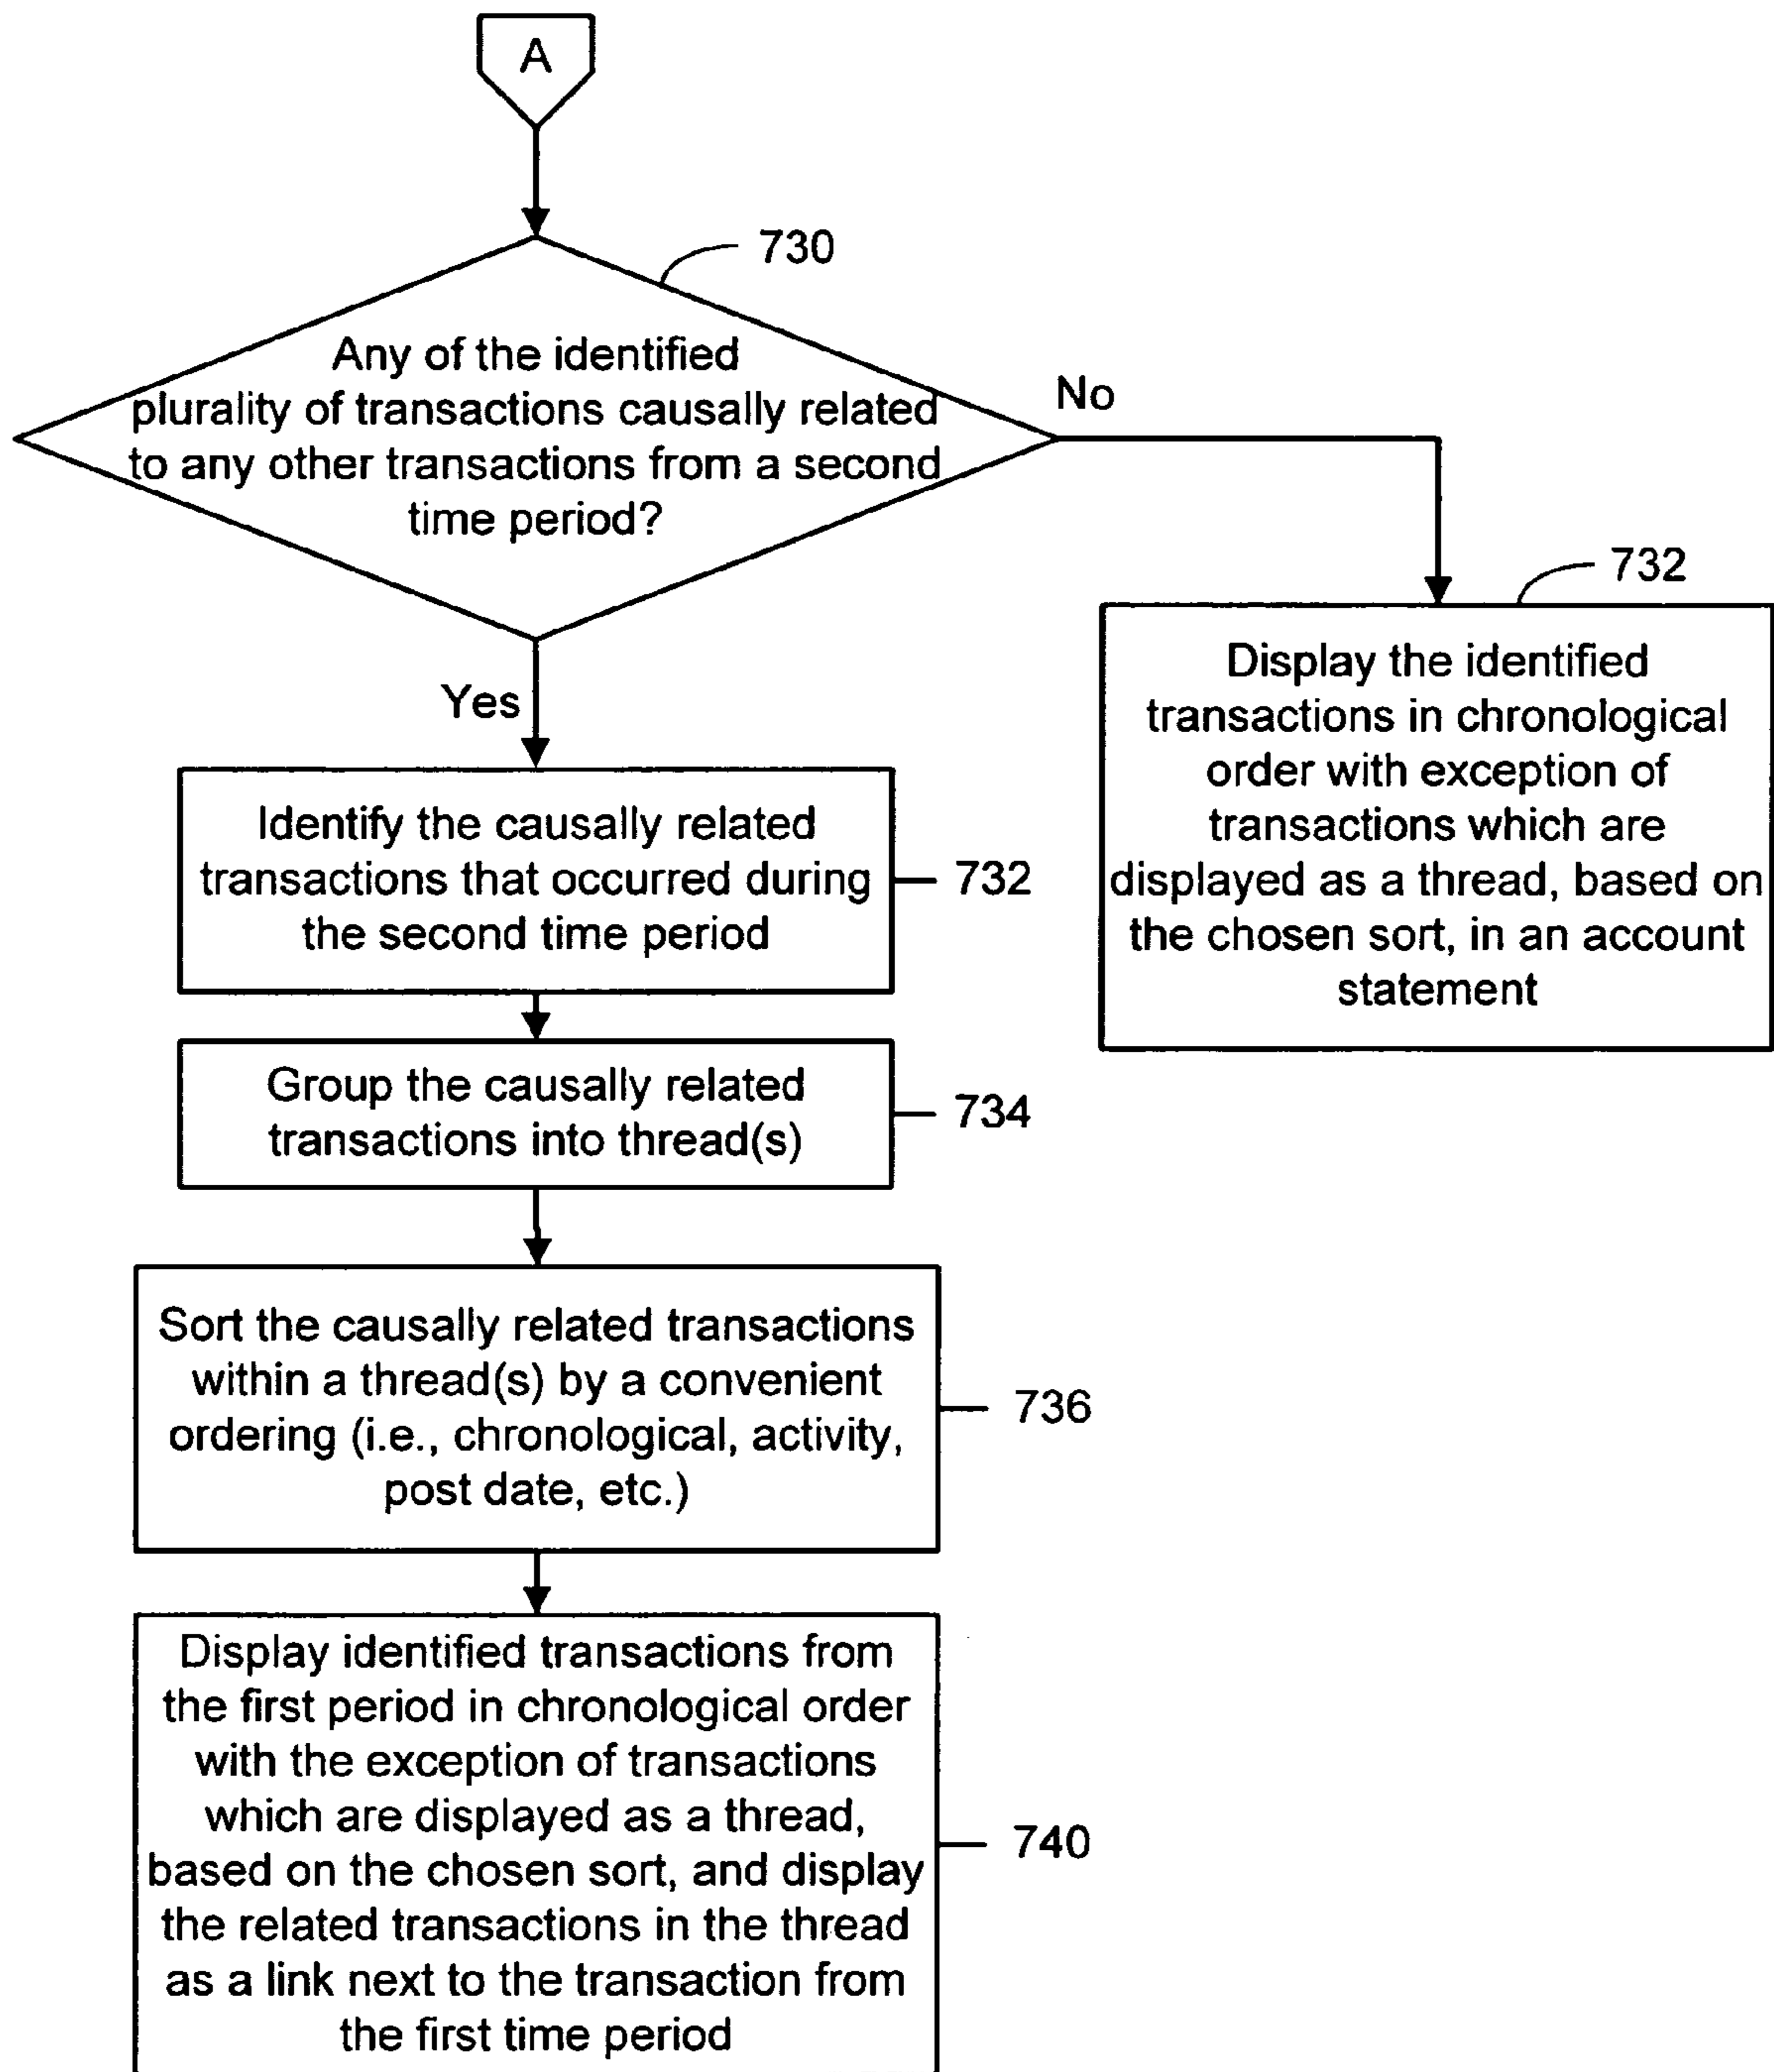 A
730
Any of the identified
plurality of transactions causally related
to any other transactions from a second
time period?
No
Yes
732
Display the identified
transactions in chronological
order with exception of
transactions which are
displayed as a thread, based on
the chosen sort, in an account
statement
Identify the causally related
transactions that occurred during
the second time period
732
Group the causally related
transactions into thread(s)
734
Sort the causally related transactions
within a thread(s) by a convenient
ordering (i.e., chronological, activity,
post date, etc.)
736
Display identified transactions from
the first period in chronological order
with the exception of transactions
which are displayed as a thread,
based on the chosen sort, and display
the related transactions in the thread
as a link next to the transaction from
the first time period
740